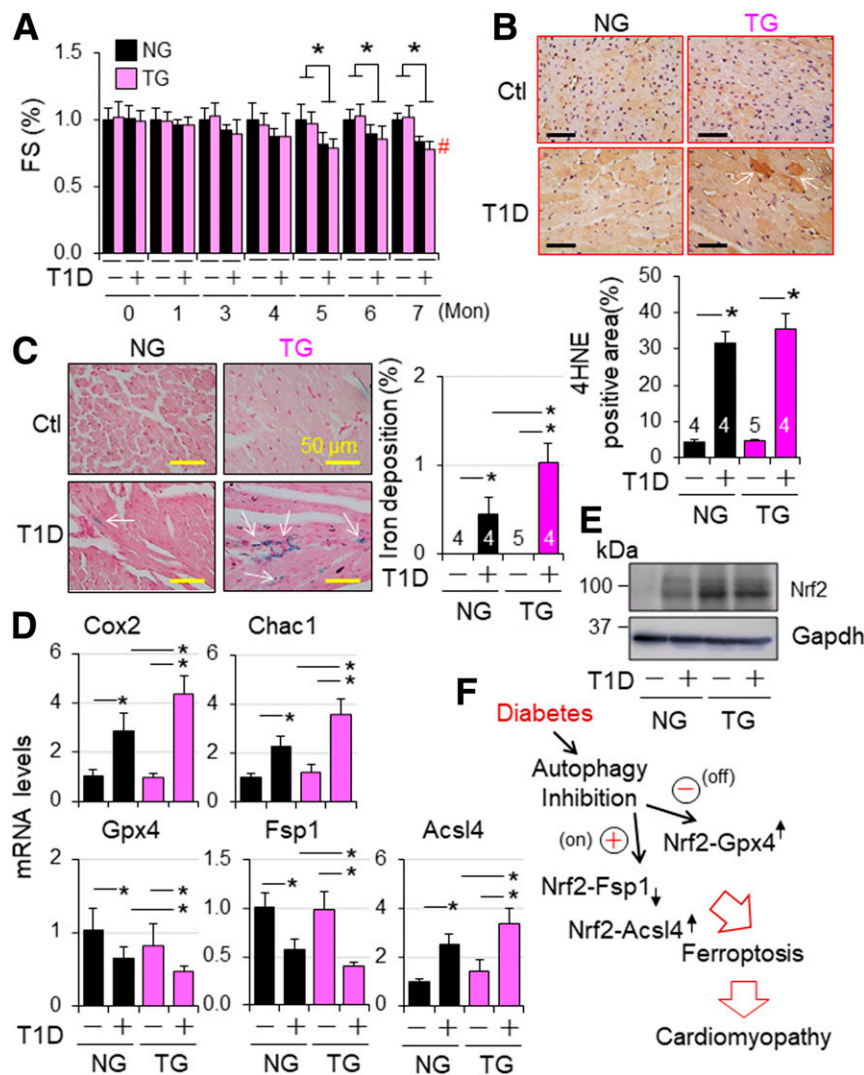 A
NG
TG
*
*
*
1.5
1.0
0.5
0.0
FS (%)
#
T1D
− + − + − + − + − + − + − +
0 1 3 4 5 6 7 (Mon)
B
NG TG
Ctl
T1D
50
40
30
20
10
0
4HNE
positive area(%)
*
*
4 4 5 4
T1D − + − +
NG TG
C
NG TG
Ctl
50 µm
T1D
2
1
0
Iron deposition (%)
*
*
*
4 4 5 4
T1D − + − +
NG TG
D
mRNA levels
Cox2
6
4
2
0
*
*
*
Chac1
6
4
2
0
*
*
*
Gpx4
2
1
0
*
*
*
Fsp1
1.5
1.0
0.5
0.0
*
*
*
Acsl4
6
4
2
0
*
*
*
T1D − + − + − + − + − + − +
NG TG NG TG NG TG
E
kDa
100
Nrf2
37
Gapdh
T1D − + − +
NG TG
F
Diabetes
Autophagy
Inhibition
− (off)
(on) +
Nrf2-Gpx4
Nrf2-Fsp1
Nrf2-Acsl4
Ferroptosis
Cardiomyopathy